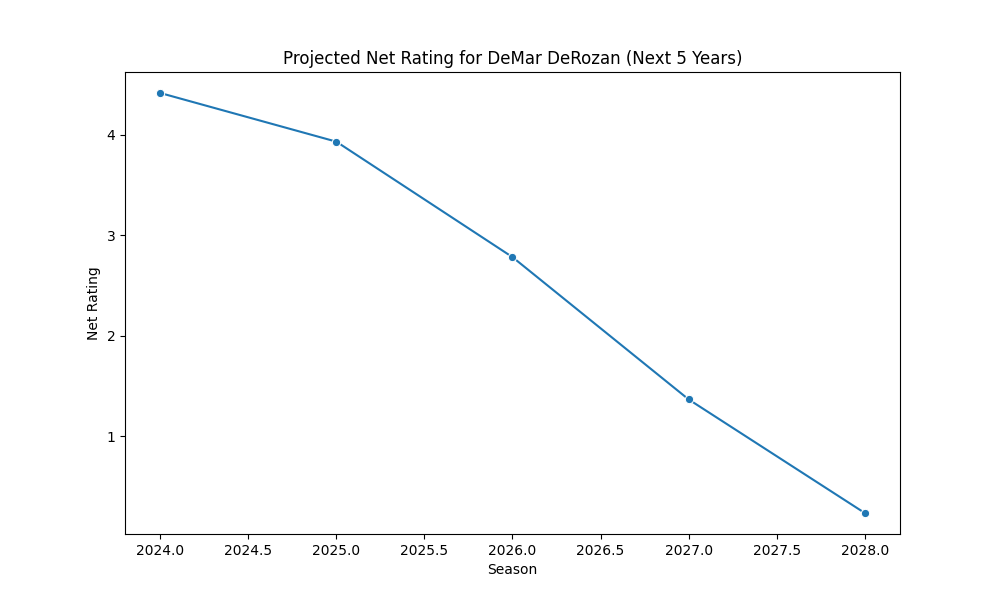 Projected Net Rating for DeMar DeRozan (Next 5 Years)
Net Rating
4
3
2
1
2024.0 2024.5 2025.0 2025.5 2026.0 2026.5 2027.0 2027.5 2028.0
Season